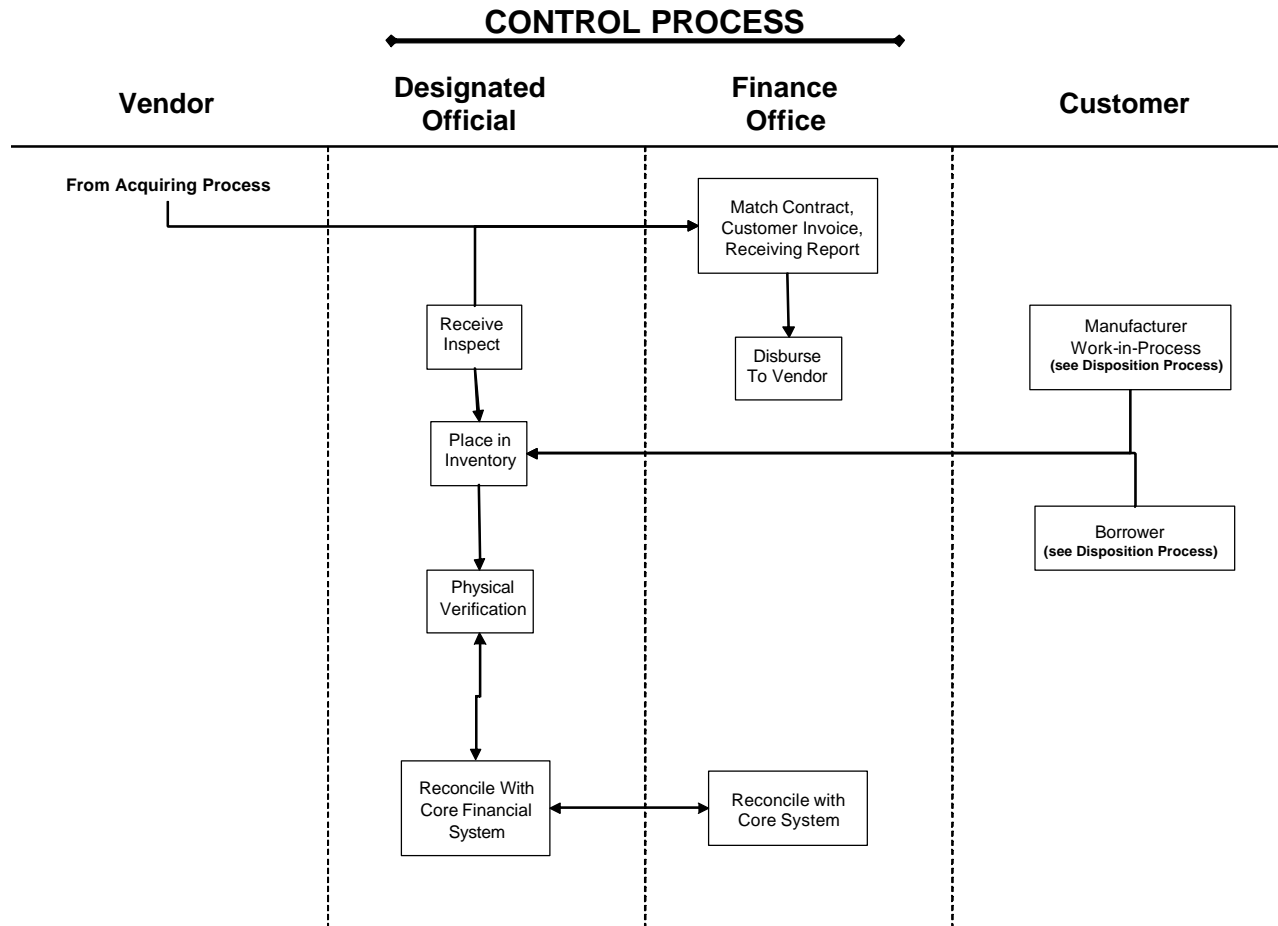 CONTROL PROCESS
Vendor
Designated
Official
Finance
Office
Customer
From Acquiring Process
Match Contract,
Customer Invoice,
Receiving Report
Receive
Inspect
Disburse
To Vendor
Manufacturer
Work-in-Process
(see Disposition Process)
Place in
Inventory
Borrower
(see Disposition Process)
Physical
Verification
Reconcile With
Core Financial
System
Reconcile with
Core System